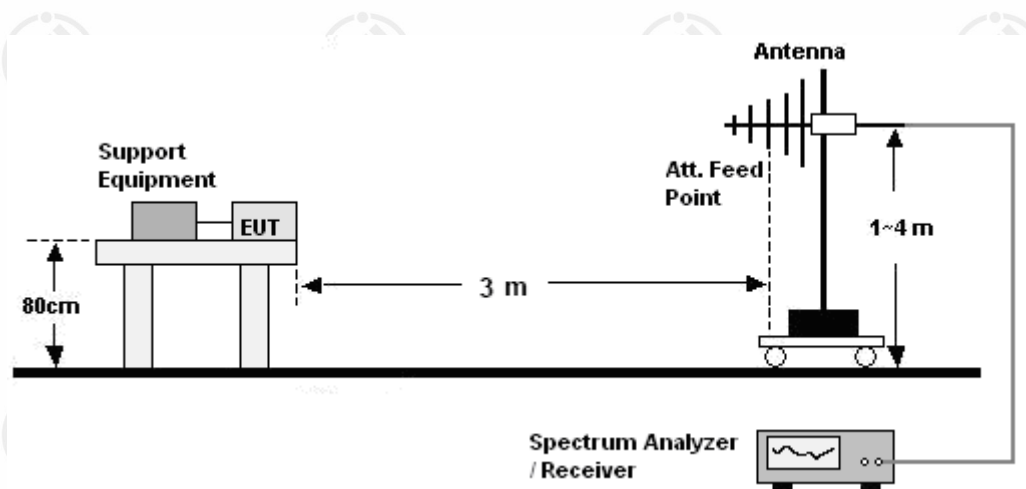 Antenna
Support
Equipment
Att. Feed
Point
EUT
1~4 m
80cm
3 m
Spectrum Analyzer
/ Receiver